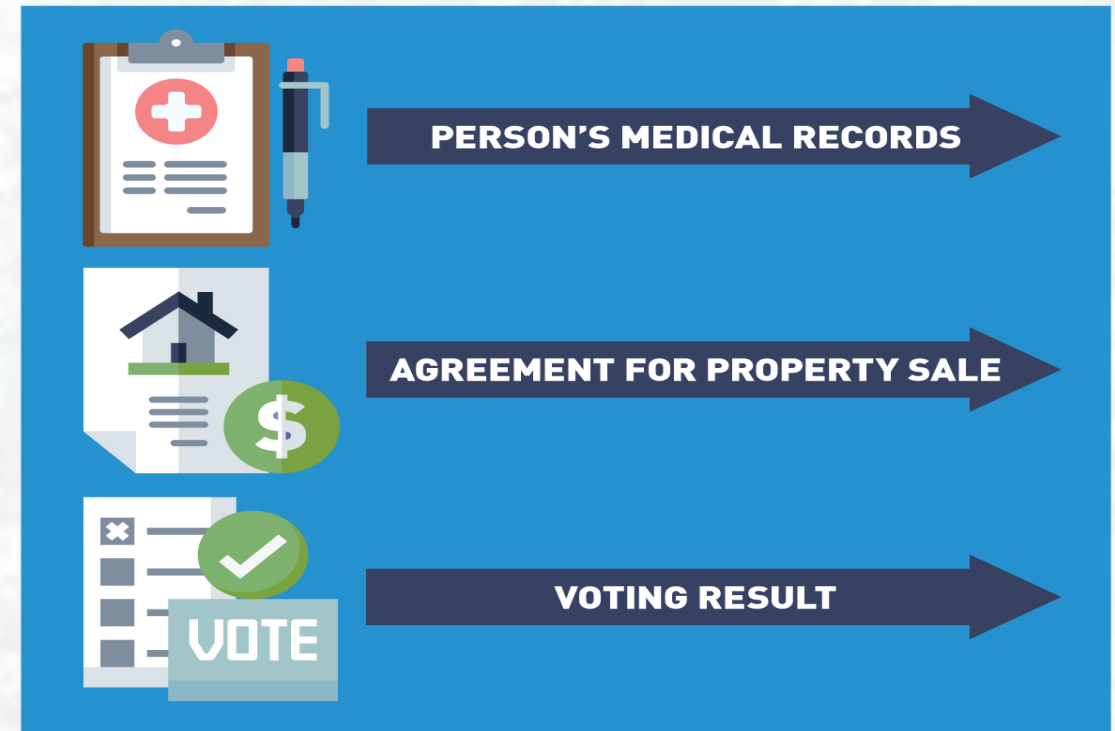 PERSON'S MEDICAL RECORDS
AGREEMENT FOR PROPERTY SALE
$
VOTE
VOTING RESULT